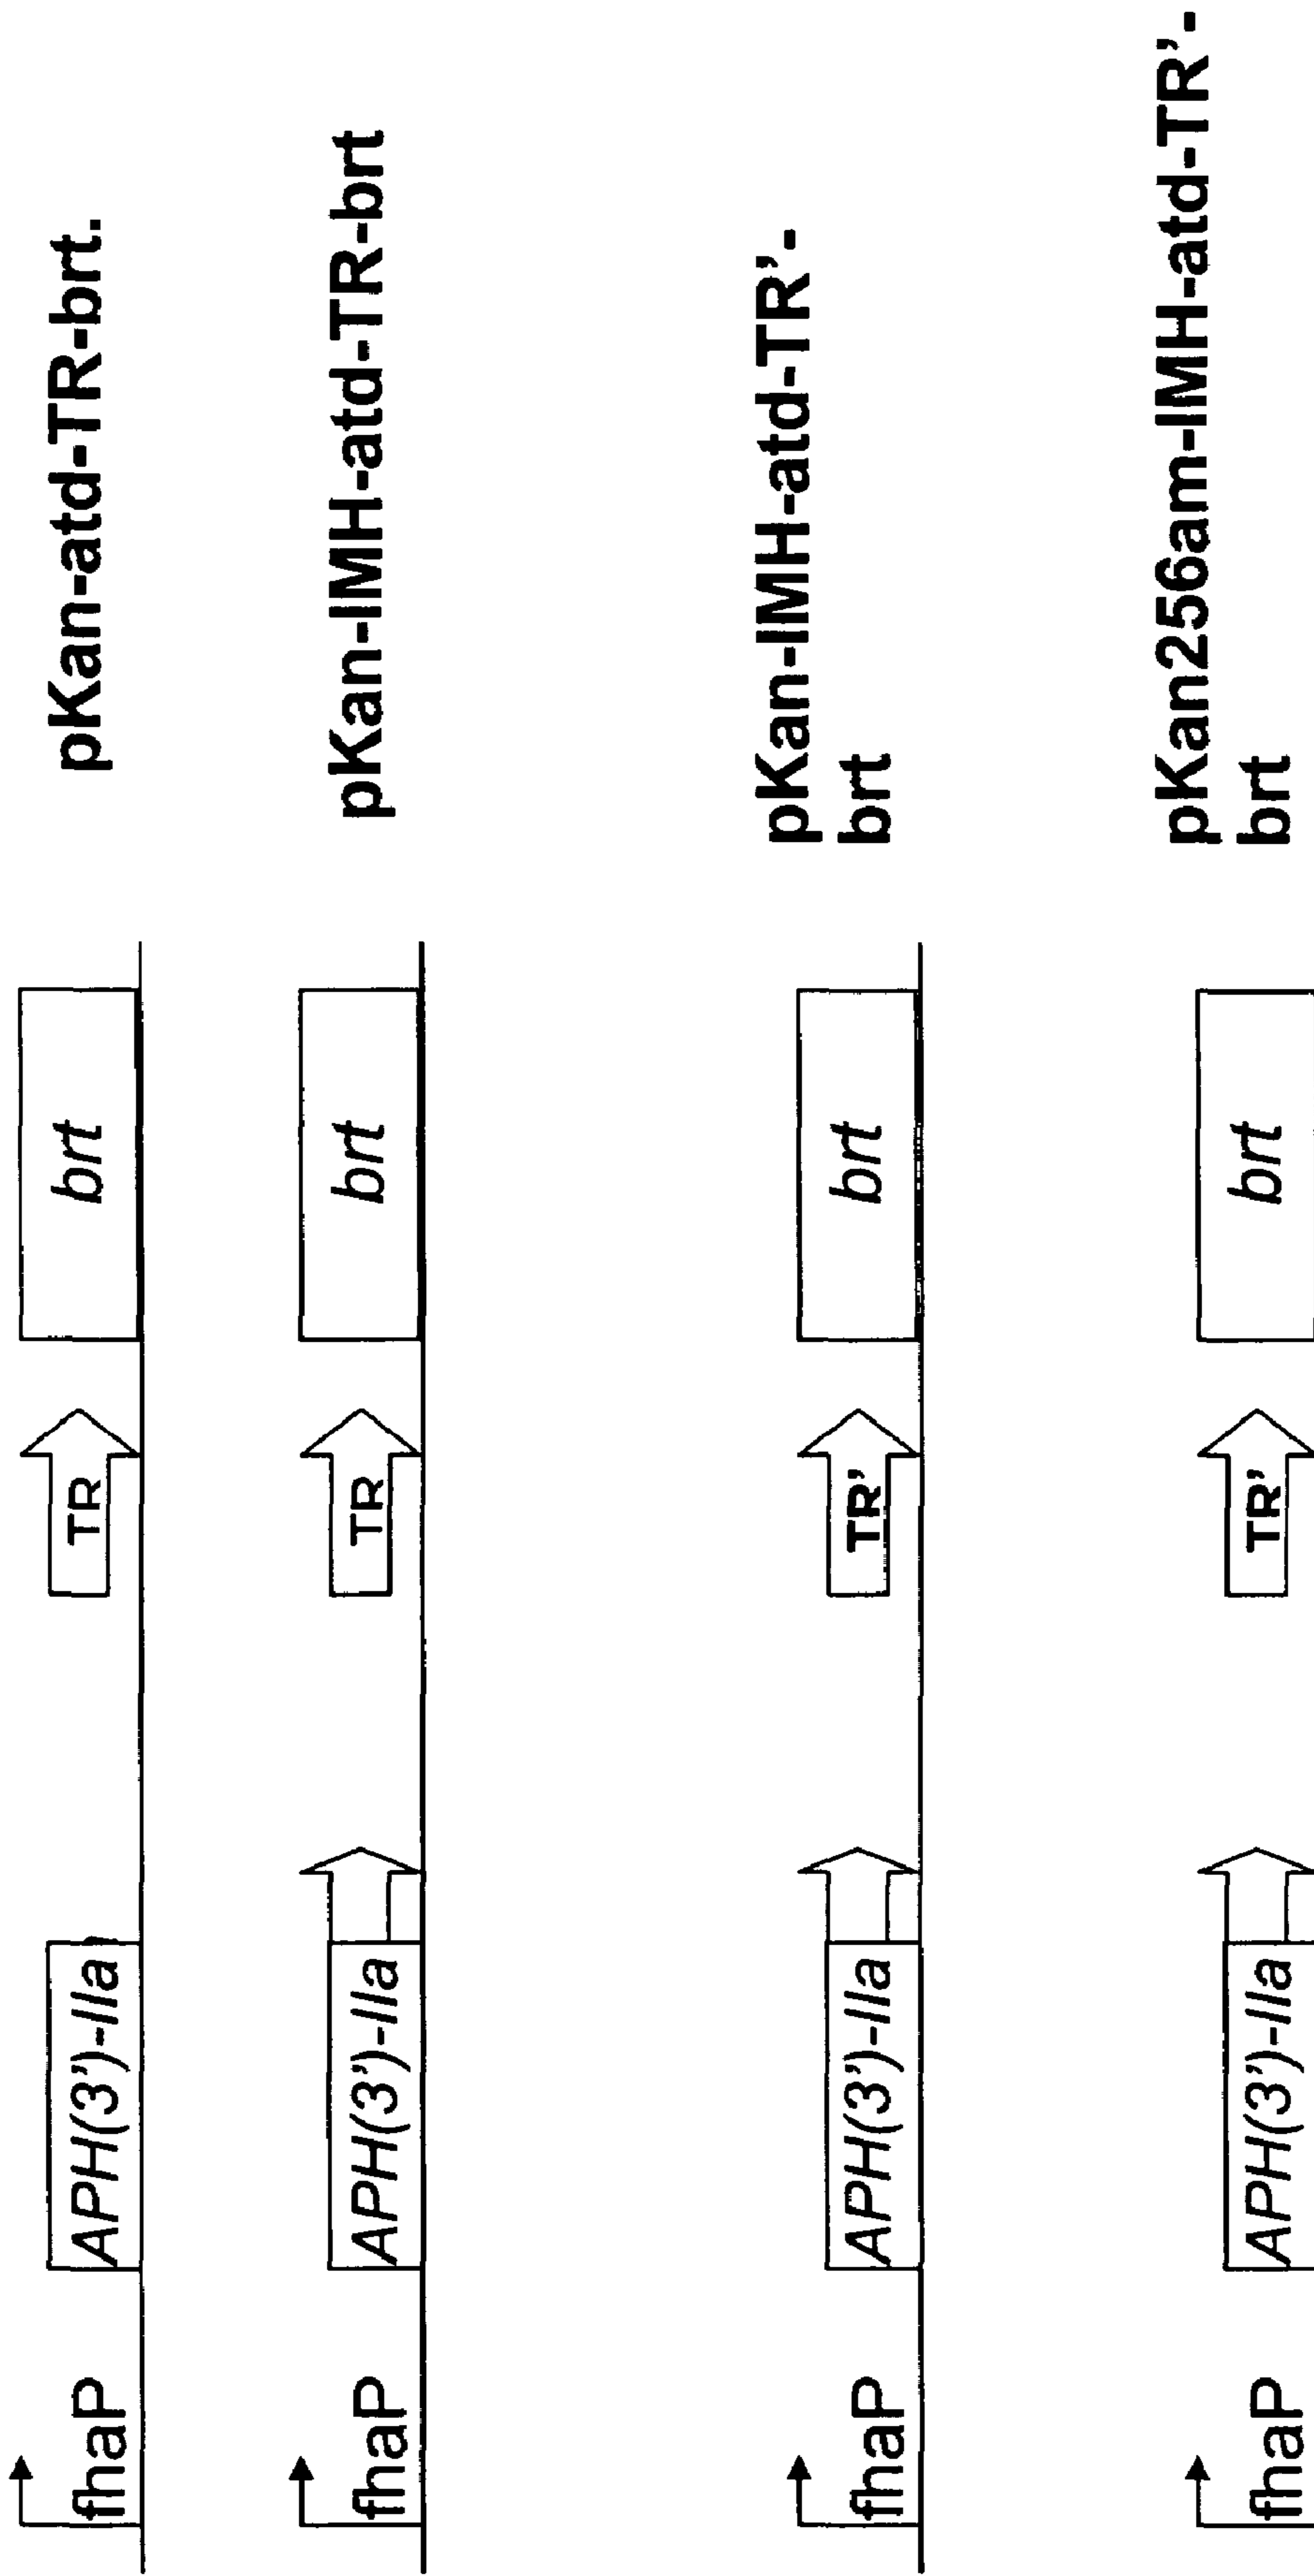 fhaP APH(3')-IIa TR brt pKan-atd-TR-brt.
fhaP APH(3')-IIa TR brt pKan-IMH-atd-TR-brt
fhaP APH(3')-IIa TR' brt pKan-IMH-atd-TR'-
brt
fhaP APH(3')-IIa TR' brt pKan256am-IMH-atd-TR'-
brt